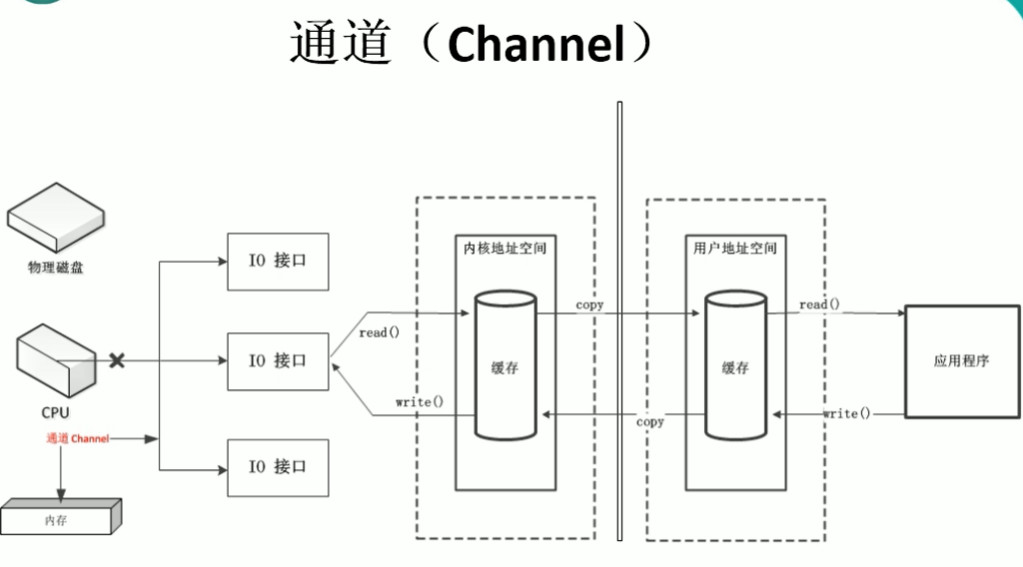 通道（Channel）
物理磁盘
CPU
通道 Channel
内存
IO 接口
IO 接口
IO 接口
read()
write()
内核地址空间
缓存
copy
copy
用户地址空间
缓存
read()
write()
应用程序